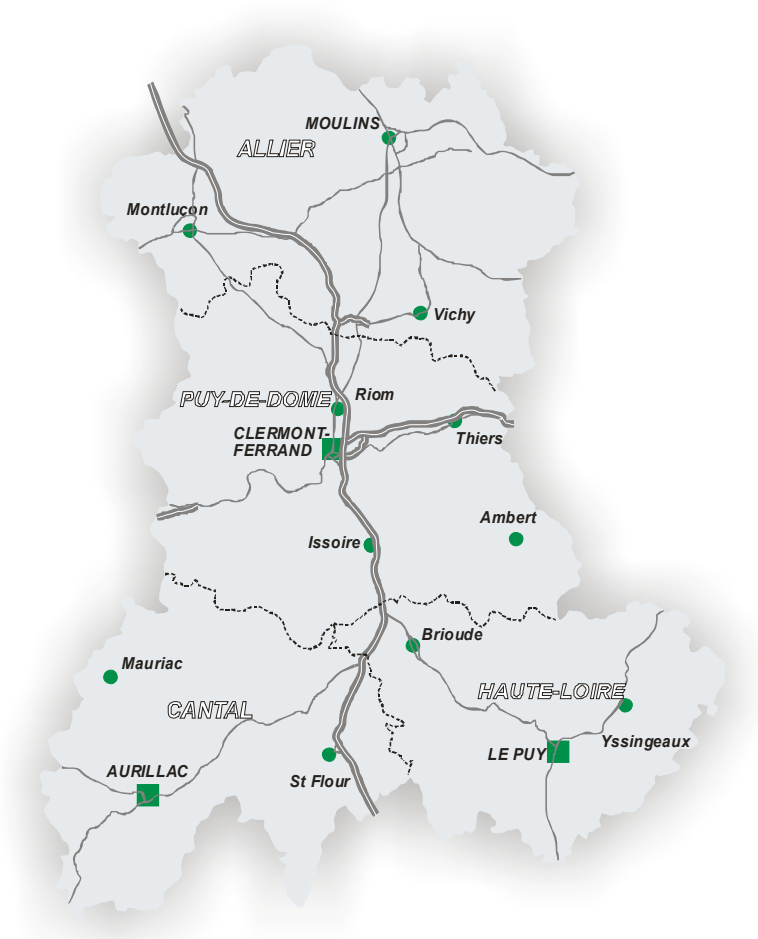 MOULINS
ALLIER
Montluçon
Vichy
PUY-DE-DOME
Riom
CLERMONT-
FERRAND
Thiers
Ambert
Issoire
Brioude
Mauriac
HAUTE-LOIRE
CANTAL
Yssingeaux
LE PUY
AURILLAC
St Flour